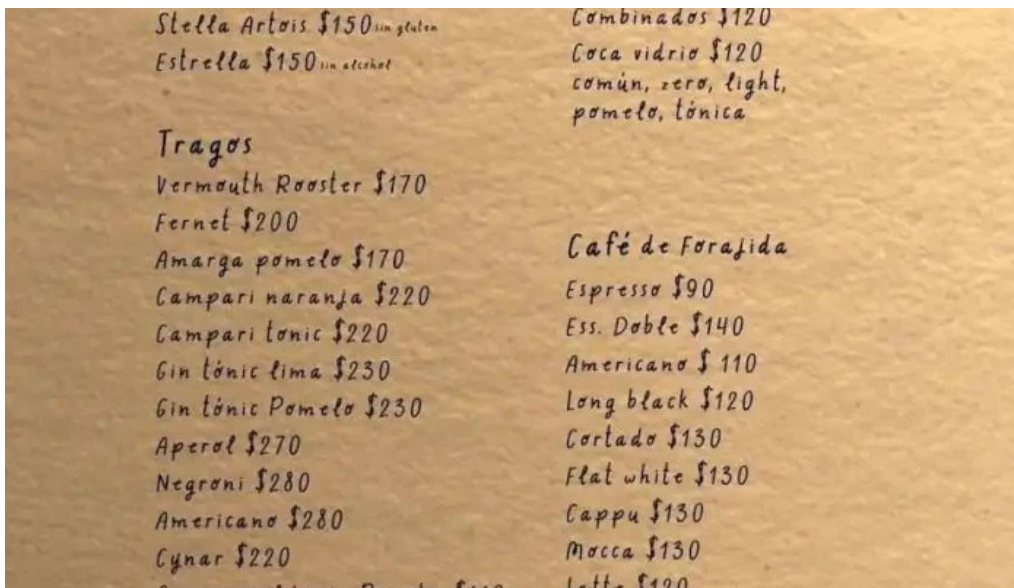 Stella Artois $150 sin gluten
Estrella $150 sin alcohol
Tragos
Vermouth Rooster $170
Fernet $200
Amarga pomelo $170
Campari naranja $220
Campari tonic $220
Gin tónic lima $230
Gin tónic Pomelo $230
Aperol $270
Negroni $280
Americano $280
Cynar $220
Combinados $120
Coca vidrio $120
común, zero, light,
pomelo, tónica
Café de Forajida
Espresso $90
Ess. Doble $140
Americano $ 110
Long black $120
Cortado $130
Flat white $130
Cappu $130
Mocca $130
Latte